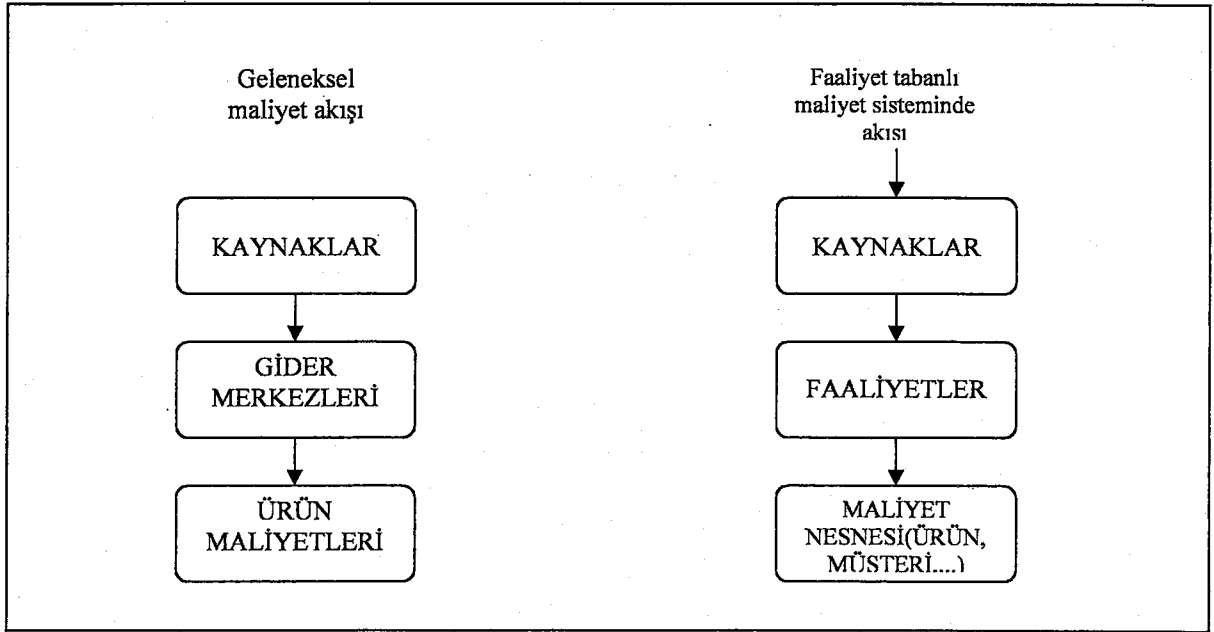 Geleneksel
maliyet akışı
KAYNAKLAR
GİDER
MERKEZLERİ
ÜRÜN
MALİYETLERİ
Faaliyet tabanlı
maliyet sisteminde
akısı
KAYNAKLAR
FAALİYETLER
MALİYET
NESNESİ(ÜRÜN,
MÜSTERİ....)